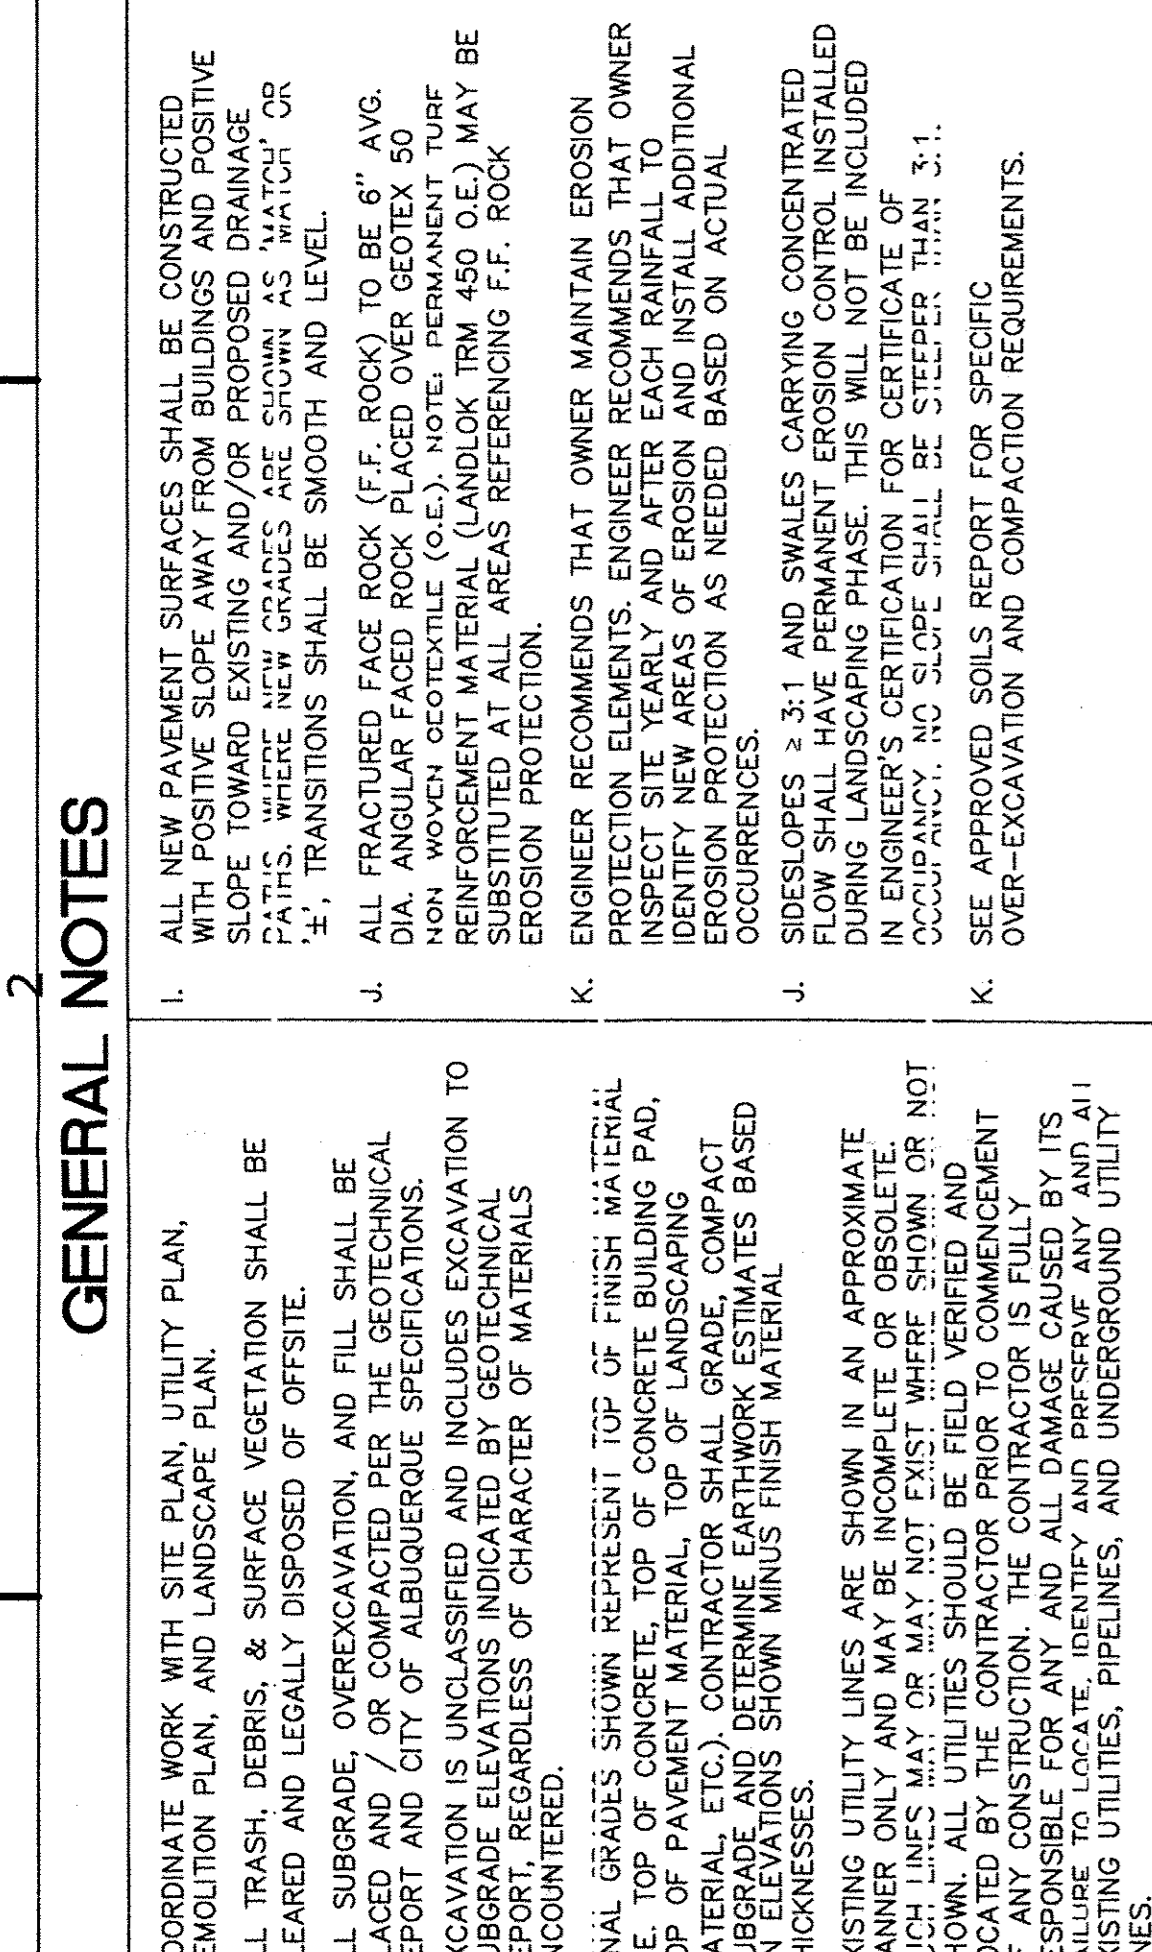 2
GENERAL NOTES
OORDINATE WORK WITH SITE PLAN, UTILITY PLAN,
EMOLITION PLAN, AND LANDSCAPE PLAN.
LL TRASH, DEBRIS, & SURFACE VEGETATION SHALL BE
LEARED AND LEGALLY DISPOSED OF OFFSITE.
LL SUBGRADE, OVEREXCAVATION, AND FILL SHALL BE
LACED AND / OR COMPACTED PER THE GEOTECHNICAL
EPORT AND CITY OF ALBUQUERQUE SPECIFICATIONS.
XCAVATION IS UNCLASSIFIED AND INCLUDES EXCAVATION TO
UBGRADE ELEVATIONS INDICATED BY GEOTECHNICAL
EPORT, REGARDLESS OF CHARACTER OF MATERIALS
NCOUNTERED.
NAL GRADES SHOWN REPRESENT TOP OF FINISH MATERIAL
E. TOP OF CONCRETE, TOP OF CONCRETE BUILDING PAD,
OP OF PAVEMENT MATERIAL, TOP OF LANDSCAPING
ATERIAL, ETC.). CONTRACTOR SHALL GRADE, COMPACT
UBGRADE AND DETERMINE EARTHWORK ESTIMATES BASED
N ELEVATIONS SHOWN MINUS FINISH MATERIAL
HICKNESSES.
XISTING UTILITY LINES ARE SHOWN IN AN APPROXIMATE
ANNER ONLY AND MAY BE INCOMPLETE OR OBSOLETE.
UCH LINES MAY OR MAY NOT EXIST WHERE SHOWN OR NOT
HOWN. ALL UTILITIES SHOULD BE FIELD VERIFIED AND
OCATED BY THE CONTRACTOR PRIOR TO COMMENCEMENT
F ANY CONSTRUCTION. THE CONTRACTOR IS FULLY
ESPONSIBLE FOR ANY AND ALL DAMAGE CAUSED BY ITS
AILURE TO LOCATE, IDENTIFY AND PRESERVE ANY AND ALL
XISTING UTILITIES, PIPELINES, AND UNDERGROUND UTILITY
NES.
I. ALL NEW PAVEMENT SURFACES SHALL BE CONSTRUCTED
WITH POSITIVE SLOPE AWAY FROM BUILDINGS AND POSITIVE
SLOPE TOWARD EXISTING AND/OR PROPOSED DRAINAGE
PATHS. WHERE NEW GRADES ARE SHOWN AS 'MATCH' OR
'±', TRANSITIONS SHALL BE SMOOTH AND LEVEL.
J. ALL FRACTURED FACE ROCK (F.F. ROCK) TO BE 6" AVG.
DIA. ANGULAR FACED ROCK PLACED OVER GEOTEX 50
NON WOVEN GEOTEXTILE (O.E.). NOTE: PERMANENT TURF
REINFORCEMENT MATERIAL (LANDLOK TRM 450 O.E.) MAY BE
SUBSTITUTED AT ALL AREAS REFERENCING F.F. ROCK
EROSION PROTECTION.
K. ENGINEER RECOMMENDS THAT OWNER MAINTAIN EROSION
PROTECTION ELEMENTS. ENGINEER RECOMMENDS THAT OWNER
INSPECT SITE YEARLY AND AFTER EACH RAINFALL TO
IDENTIFY NEW AREAS OF EROSION AND INSTALL ADDITIONAL
EROSION PROTECTION AS NEEDED BASED ON ACTUAL
OCCURRENCES.
J. SIDESLOPES ≥ 3:1 AND SWALES CARRYING CONCENTRATED
FLOW SHALL HAVE PERMANENT EROSION CONTROL INSTALLED
DURING LANDSCAPING PHASE. THIS WILL NOT BE INCLUDED
IN ENGINEER'S CERTIFICATION FOR CERTIFICATE OF
OCCUPANCY. NO SLOPE SHALL BE STEEPER THAN 3:1.
K. SEE APPROVED SOILS REPORT FOR SPECIFIC
OVER-EXCAVATION AND COMPACTION REQUIREMENTS.